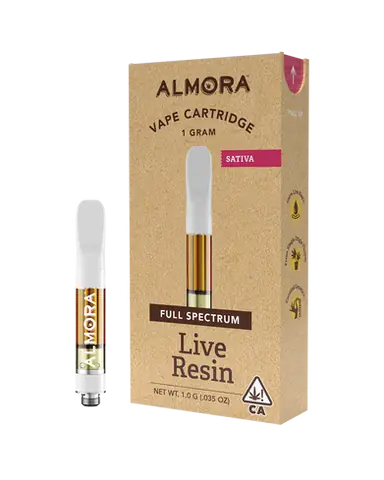 ALMORA
VAPE CARTRIDGE
1 GRAM
SATIVA
FULL SPECTRUM
Live
Resin
NET WT. 1.0 G (.035 OZ)
!
CA
ALMORA